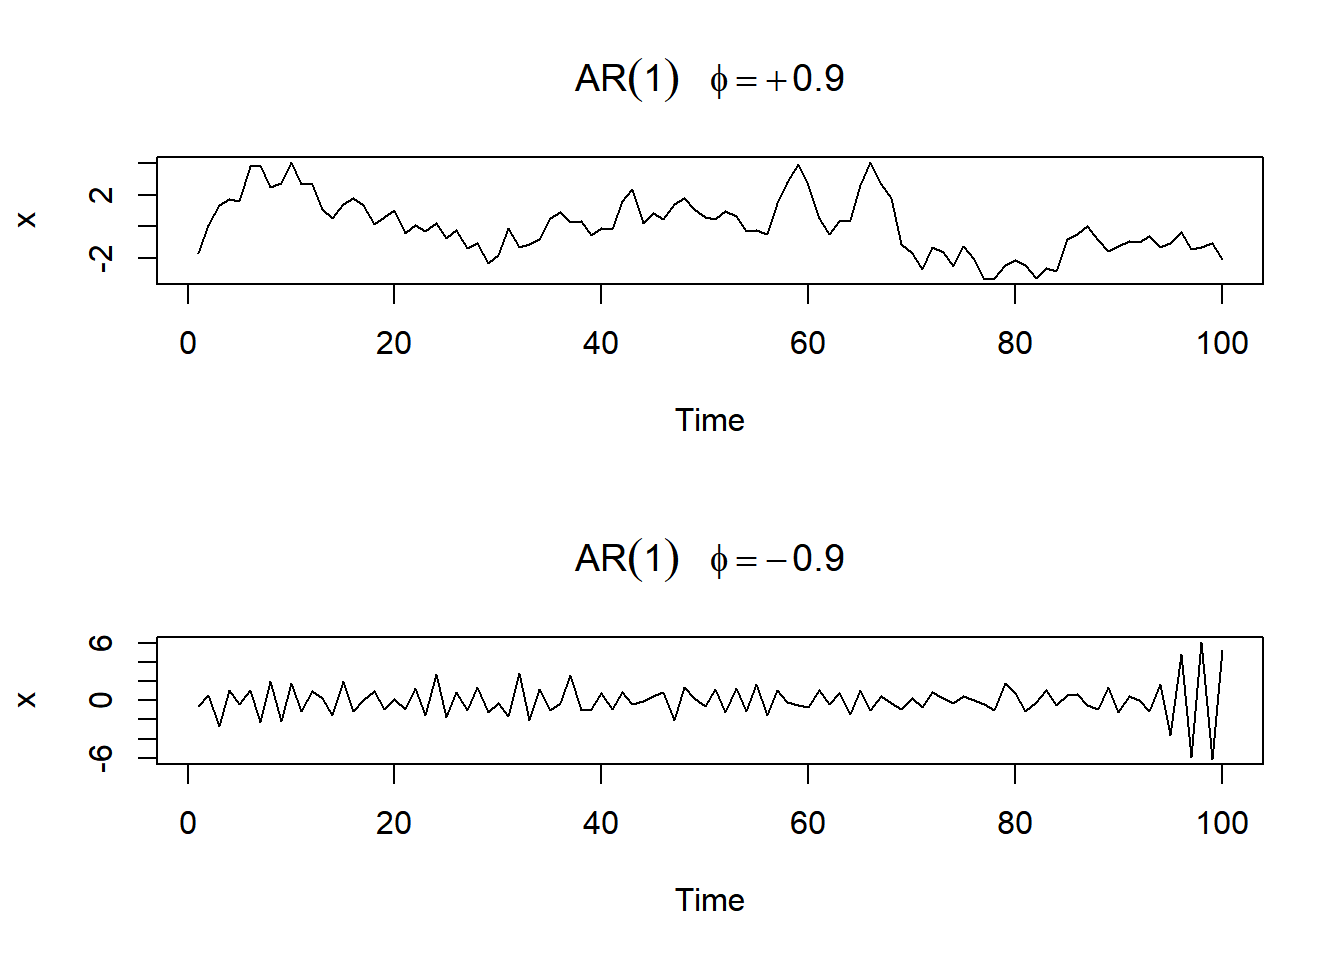 AR(1) ϕ = +0.9
x
2
-2
0 20 40 60 80 100
Time
AR(1) ϕ = −0.9
x
6
0
-6
0 20 40 60 80 100
Time